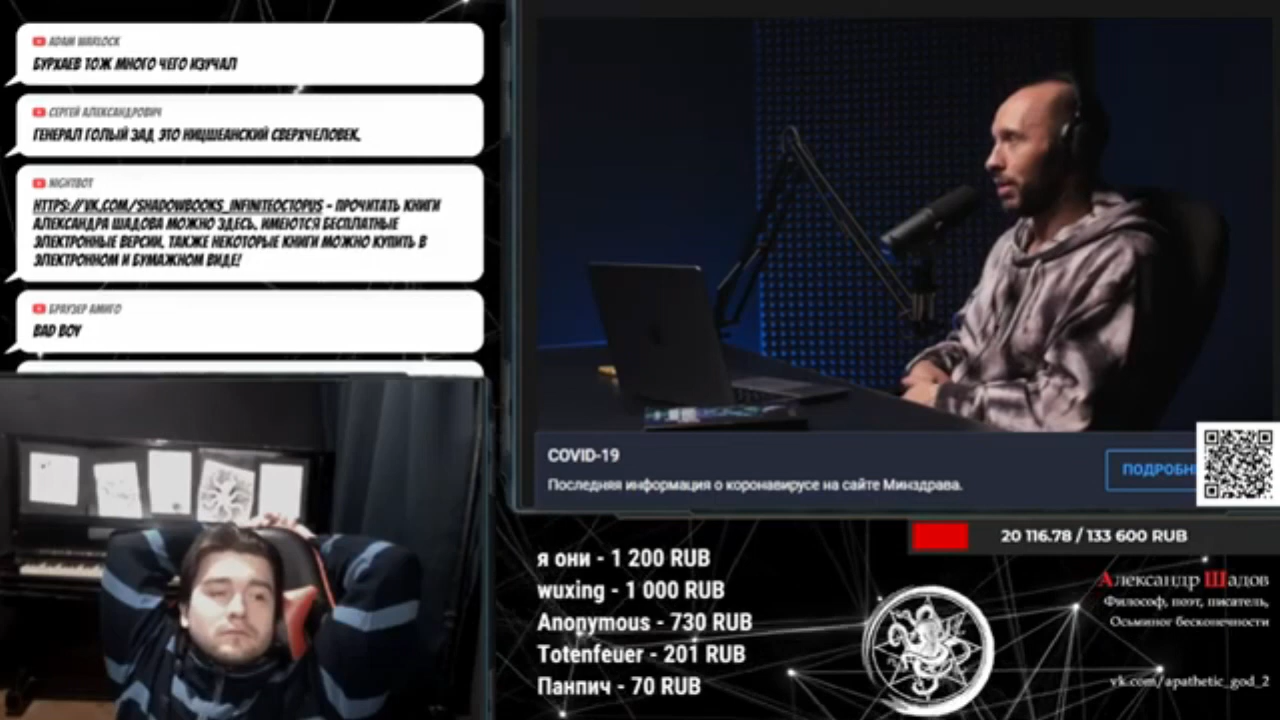 ADAM WARLOCK
БУРХАЕВ ТОЖ МНОГО ЧЕГО ИЗУЧАЛ
СЕРГЕЙ АЛЕКСАНДРОВИЧ
ГЕНЕРАЛ ГОЛЫЙ ЗАД ЭТО НИЦШЕАНСКИЙ СВЕРХЧЕЛОВЕК.
NIGHTBOT
HTTPS://VK.COM/SHADOWBOOKS_INFINITEOCTOPUS - ПРОЧИТАТЬ КНИГИ
АЛЕКСАНДРА ШАДОВА МОЖНО ЗДЕСЬ. ИМЕЮТСЯ БЕСПЛАТНЫЕ
ЭЛЕКТРОННЫЕ ВЕРСИИ. ТАКЖЕ НЕКОТОРЫЕ КНИГИ МОЖНО КУПИТЬ В
ЭЛЕКТРОННОМ И БУМАЖНОМ ВИДЕ!
БРАУЗЕР АМИГО
BAD BOY
COVID-19
Последняя информация о коронавирусе на сайте Минздрава.
ПОДРОБН
20 116.78 / 133 600 RUB
я они - 1 200 RUB
wuxing - 1 000 RUB
Anonymous - 730 RUB
Totenfeuer - 201 RUB
Панпич - 70 RUB
Александр Шадов
Философ, поэт, писатель,
Осьминог бесконечности
vk.com/apathetic_god_2